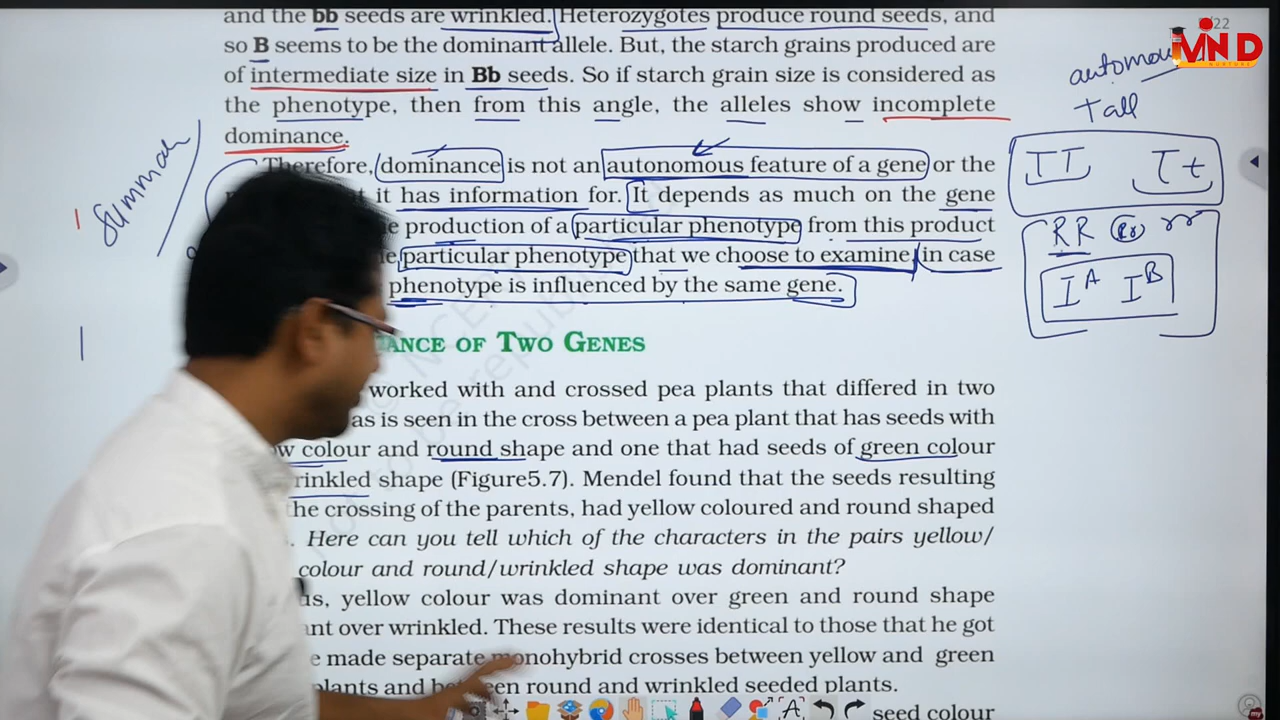 and the bb seeds are wrinkled. Heterozygotes produce round seeds, and
so B seems to be the dominant allele. But, the starch grains produced are
of intermediate size in Bb seeds. So if starch grain size is considered as
the phenotype, then from this angle, the alleles show incomplete
dominance.
Therefore, dominance is not an autonomous feature of a gene or the
it has information for. It depends as much on the gene
production of a particular phenotype from this product
particular phenotype that we choose to examine, in case
phenotype is influenced by the same gene.
OF TWO GENES
worked with and crossed pea plants that differed in two
as is seen in the cross between a pea plant that has seeds with
colour and round shape and one that had seeds of green colour
shape (Figure5.7). Mendel found that the seeds resulting
the crossing of the parents, had yellow coloured and round shaped
Here can you tell which of the characters in the pairs yellow/
colour and round/wrinkled shape was dominant?
yellow colour was dominant over green and round shape
over wrinkled. These results were identical to those that he got
made separate monohybrid crosses between yellow and green
plants and between round and wrinkled seeded plants.
seed colour
Tall
TT Tt
RR Rr rr
I^A I^B
MIND